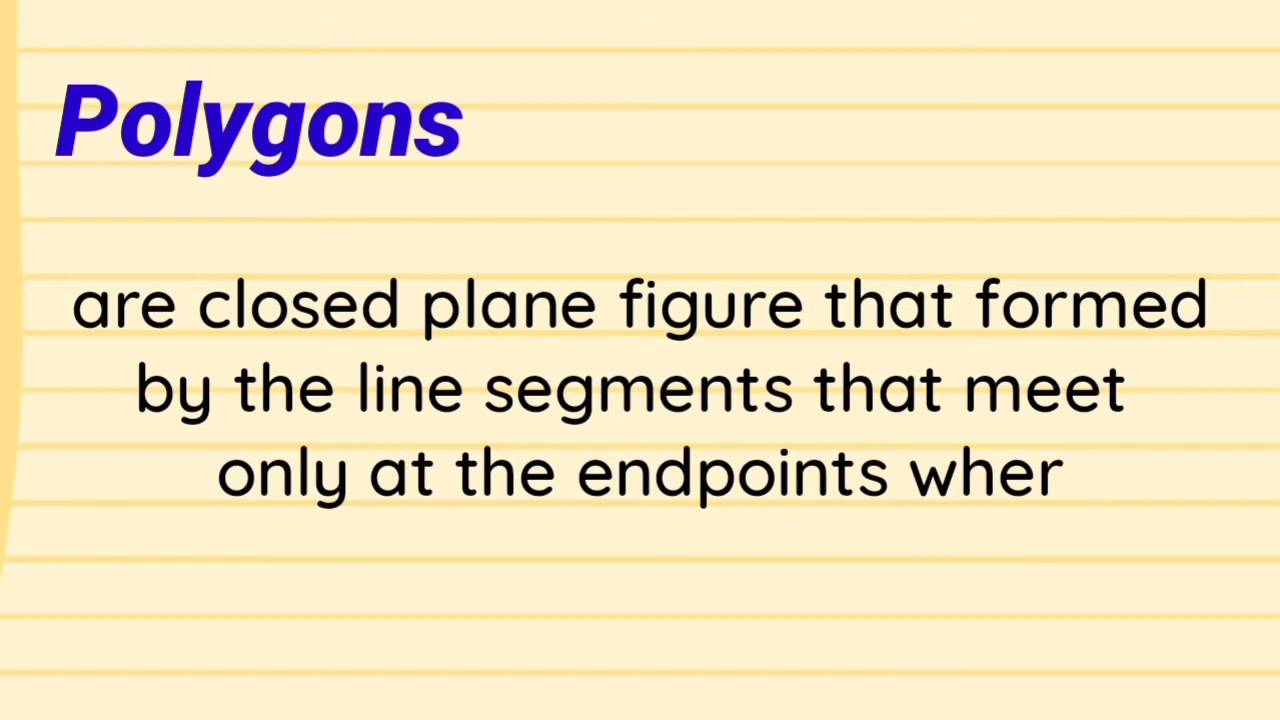 Polygons
are closed plane figure that formed
by the line segments that meet
only at the endpoints wher